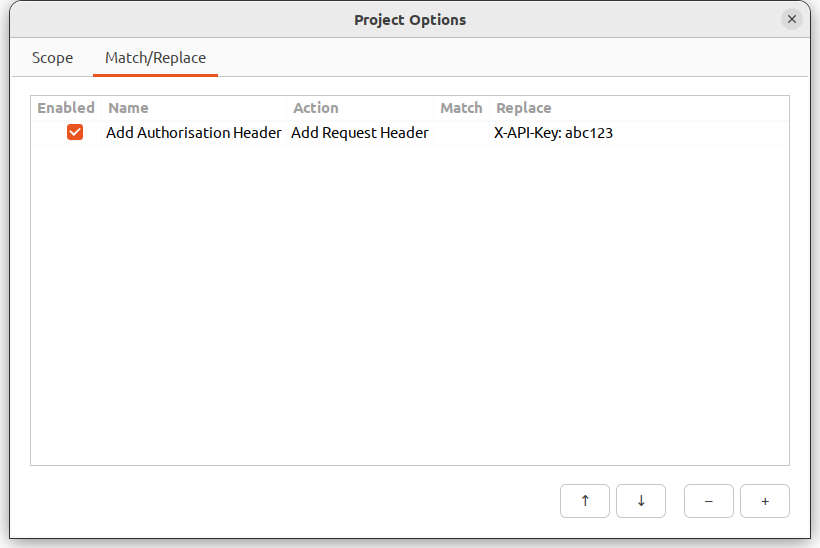 Project Options
Scope Match/Replace
Enabled Name Action Match Replace
Add Authorisation Header Add Request Header X-API-Key: abc123